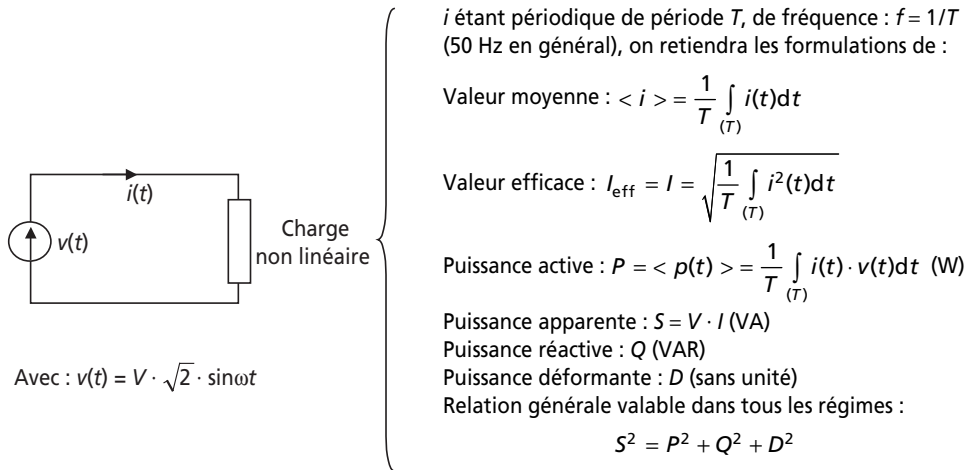 i(t)
v(t)
Charge
non linéaire
Avec : v(t) = V · √2 · sinωt
i étant périodique de période T, de fréquence : f = 1/T
(50 Hz en général), on retiendra les formulations de :
Valeur moyenne : < i > = 1/T ∫(T) i(t)dt
Valeur efficace : Ieff = I = √(1/T ∫(T) i²(t)dt)
Puissance active : P = < p(t) > = 1/T ∫(T) i(t) · v(t)dt (W)
Puissance apparente : S = V · I (VA)
Puissance réactive : Q (VAR)
Puissance déformante : D (sans unité)
Relation générale valable dans tous les régimes :
S² = P² + Q² + D²